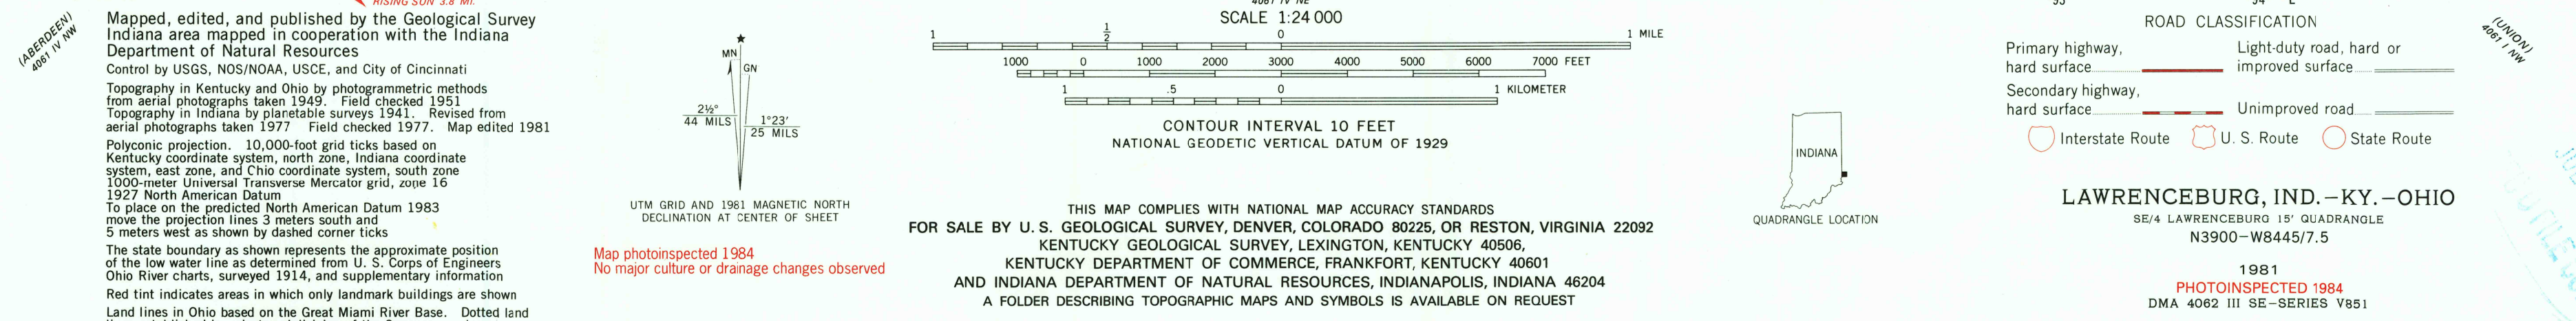 RISING SUN 3.8 MI.
(ABERDEEN)
4061 IV NW
Mapped, edited, and published by the Geological Survey
Indiana area mapped in cooperation with the Indiana
Department of Natural Resources
Control by USGS, NOS/NOAA, USCE, and City of Cincinnati
Topography in Kentucky and Ohio by photogrammetric methods
from aerial photographs taken 1949. Field checked 1951
Topography in Indiana by planetable surveys 1941. Revised from
aerial photographs taken 1977 Field checked 1977. Map edited 1981
Polyconic projection. 10,000-foot grid ticks based on
Kentucky coordinate system, north zone, Indiana coordinate
system, east zone, and Ohio coordinate system, south zone
1000-meter Universal Transverse Mercator grid, zone 16
1927 North American Datum
To place on the predicted North American Datum 1983
move the projection lines 3 meters south and
5 meters west as shown by dashed corner ticks
The state boundary as shown represents the approximate position
of the low water line as determined from U. S. Corps of Engineers
Ohio River charts, surveyed 1914, and supplementary information
Red tint indicates areas in which only landmark buildings are shown
Land lines in Ohio based on the Great Miami River Base. Dotted land
MN
GN
2½°
44 MILS
1°23′
25 MILS
UTM GRID AND 1981 MAGNETIC NORTH
DECLINATION AT CENTER OF SHEET
Map photoinspected 1984
No major culture or drainage changes observed
4061 IV NE
SCALE 1:24 000
1 ½ 0 1 MILE
1000 0 1000 2000 3000 4000 5000 6000 7000 FEET
1 .5 0 1 KILOMETER
CONTOUR INTERVAL 10 FEET
NATIONAL GEODETIC VERTICAL DATUM OF 1929
THIS MAP COMPLIES WITH NATIONAL MAP ACCURACY STANDARDS
FOR SALE BY U. S. GEOLOGICAL SURVEY, DENVER, COLORADO 80225, OR RESTON, VIRGINIA 22092
KENTUCKY GEOLOGICAL SURVEY, LEXINGTON, KENTUCKY 40506,
KENTUCKY DEPARTMENT OF COMMERCE, FRANKFORT, KENTUCKY 40601
AND INDIANA DEPARTMENT OF NATURAL RESOURCES, INDIANAPOLIS, INDIANA 46204
A FOLDER DESCRIBING TOPOGRAPHIC MAPS AND SYMBOLS IS AVAILABLE ON REQUEST
INDIANA
QUADRANGLE LOCATION
ROAD CLASSIFICATION
Primary highway,
hard surface
Light-duty road, hard or
improved surface
Secondary highway,
hard surface
Unimproved road
Interstate Route
U. S. Route
State Route
(UNION)
4061 I NW
LAWRENCEBURG, IND.–KY.–OHIO
SE/4 LAWRENCEBURG 15′ QUADRANGLE
N3900–W8445/7.5
1981
PHOTOINSPECTED 1984
DMA 4062 III SE–SERIES V851